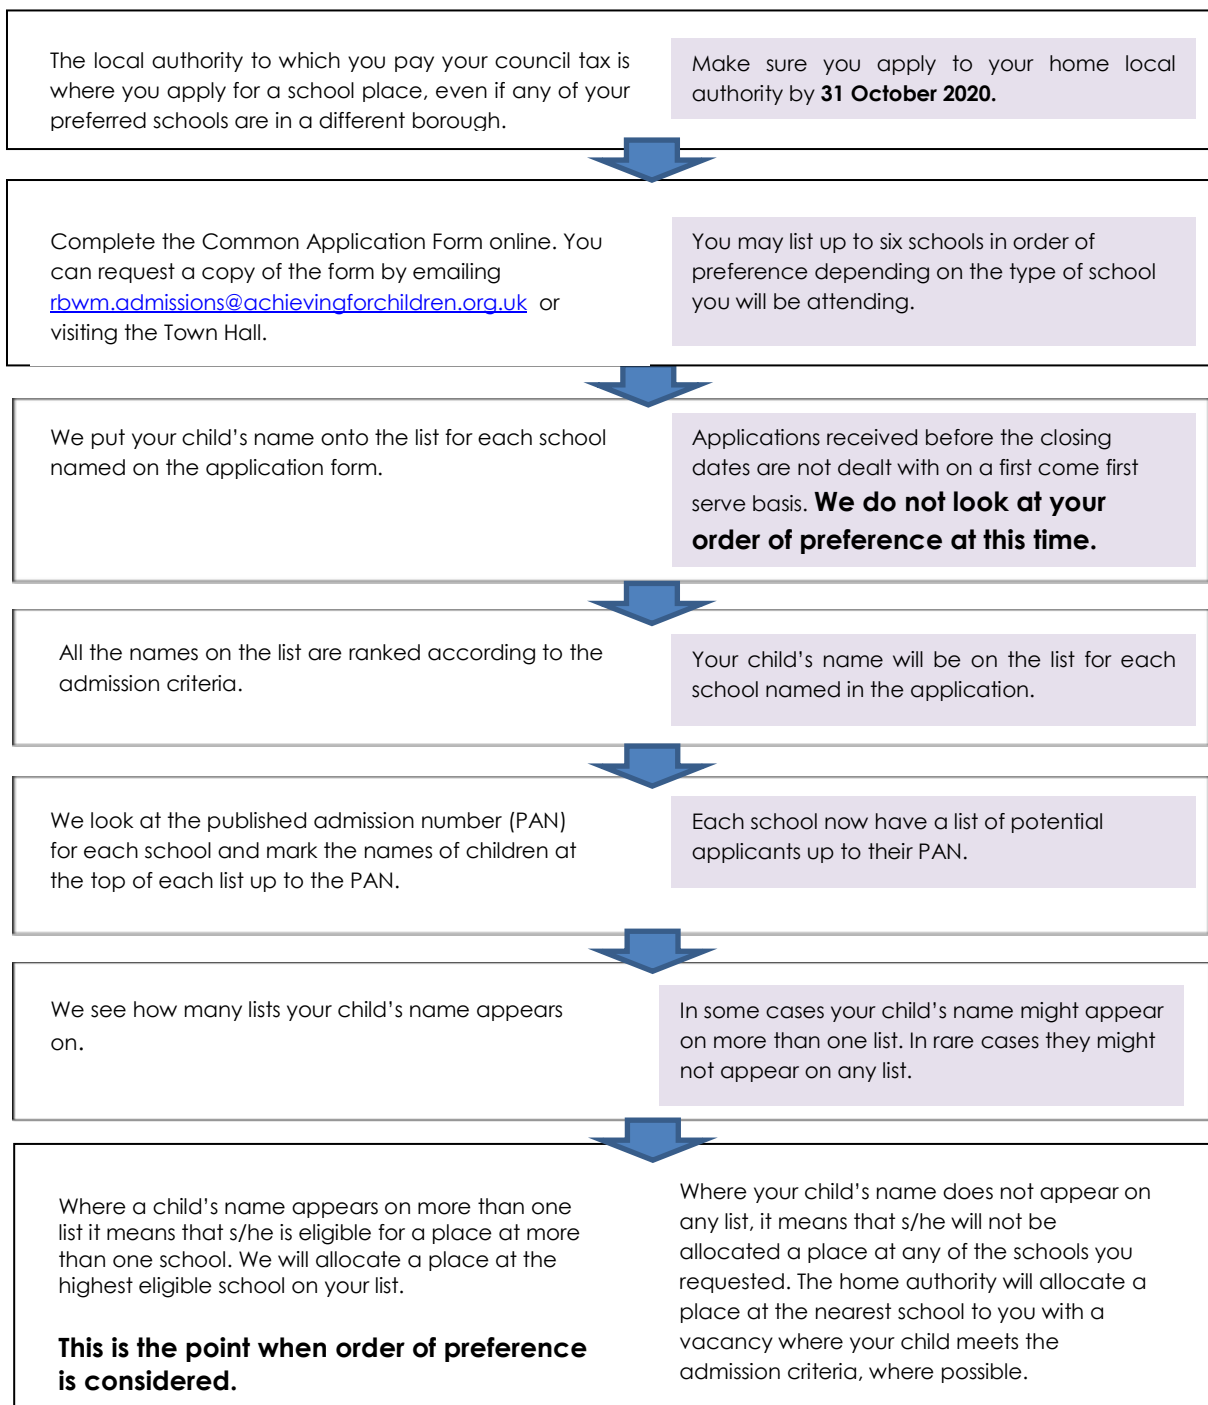 The local authority to which you pay your council tax is
where you apply for a school place, even if any of your
preferred schools are in a different borough.
Make sure you apply to your home local
authority by 31 October 2020.
Complete the Common Application Form online. You
can request a copy of the form by emailing
rbwm.admissions@achievingforchildren.org.uk or
visiting the Town Hall.
You may list up to six schools in order of
preference depending on the type of school
you will be attending.
We put your child's name onto the list for each school
named on the application form.
Applications received before the closing
dates are not dealt with on a first come first
serve basis. We do not look at your
order of preference at this time.
All the names on the list are ranked according to the
admission criteria.
Your child's name will be on the list for each
school named in the application.
We look at the published admission number (PAN)
for each school and mark the names of children at
the top of each list up to the PAN.
Each school now have a list of potential
applicants up to their PAN.
We see how many lists your child's name appears
on.
In some cases your child's name might appear
on more than one list. In rare cases they might
not appear on any list.
Where a child's name appears on more than one
list it means that s/he is eligible for a place at more
than one school. We will allocate a place at the
highest eligible school on your list.
This is the point when order of preference
is considered.
Where your child's name does not appear on
any list, it means that s/he will not be
allocated a place at any of the schools you
requested. The home authority will allocate a
place at the nearest school to you with a
vacancy where your child meets the
admission criteria, where possible.